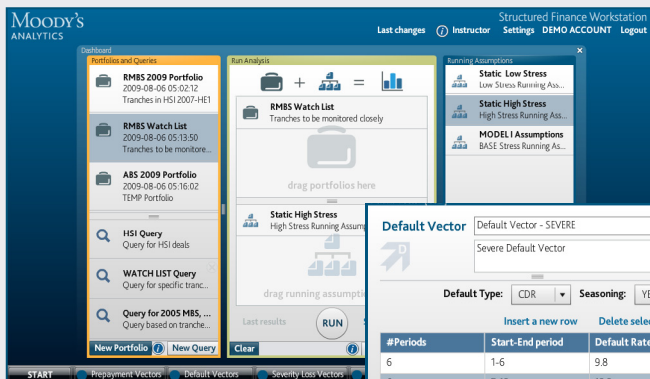 MOODY'S
ANALYTICS
Structured Finance Workstation
Last changes Instructor Settings DEMO ACCOUNT Logout
Dashboard
Portfolios and Queries
RMBS 2009 Portfolio
2009-08-06 05:02:12
Tranches in HSI 2007-HE1
RMBS Watch List
2009-08-06 05:13:50
Tranches to be monitore...
ABS 2009 Portfolio
2009-08-06 05:16:02
TEMP Portfolio
HSI Query
Query for HSI deals
WATCH LIST Query
Query for specific tranc...
Query for 2005 MBS, ...
Query based on tranche...
New Portfolio New Query
Run Analysis
+ =
RMBS Watch List
Tranches to be monitored closely
drag portfolios here
Static High Stress
High Stress Running Assump
drag running assumptio
Last results RUN
Clear
Running Assumptions
Static Low Stress
Low Stress Running Ass...
Static High Stress
High Stress Running Ass...
MODEL I Assumptions
BASE Stress Running As...
Default Vector Default Vector - SEVERE
Severe Default Vector
Default Type: CDR Seasoning: YE
Insert a new row Delete selec
#Periods Start-End period Default Rate
6 1-6 9.8
START Prepayment Vectors Default Vectors Severity Loss Vectors